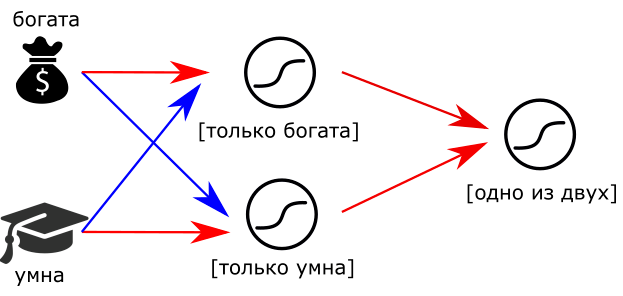 богата
$
[только богата]
[одно из двух]
[только умна]
умна